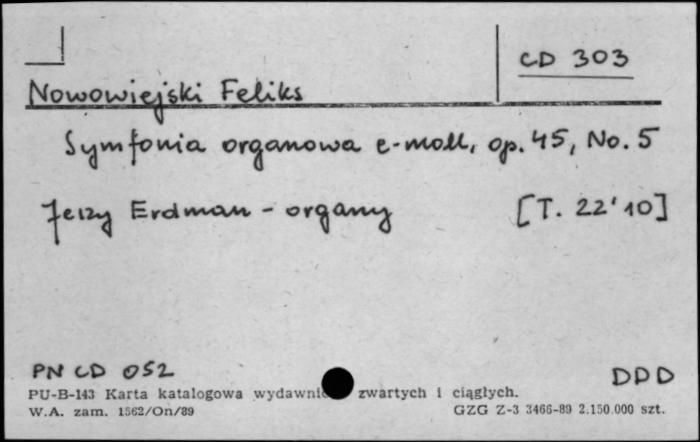 CD 303
Nowowiejski Feliks
Symfonia organowa e-moll, op. 45, No. 5
Jerzy Erdman - organy [T. 22'10]
PN CD 052 DDD
PU-B-143 Karta katalogowa zwartych i ciągłych.
W.A. zam. 1562/On/89 GZG Z-3 3466-89 2.150.000 szt.